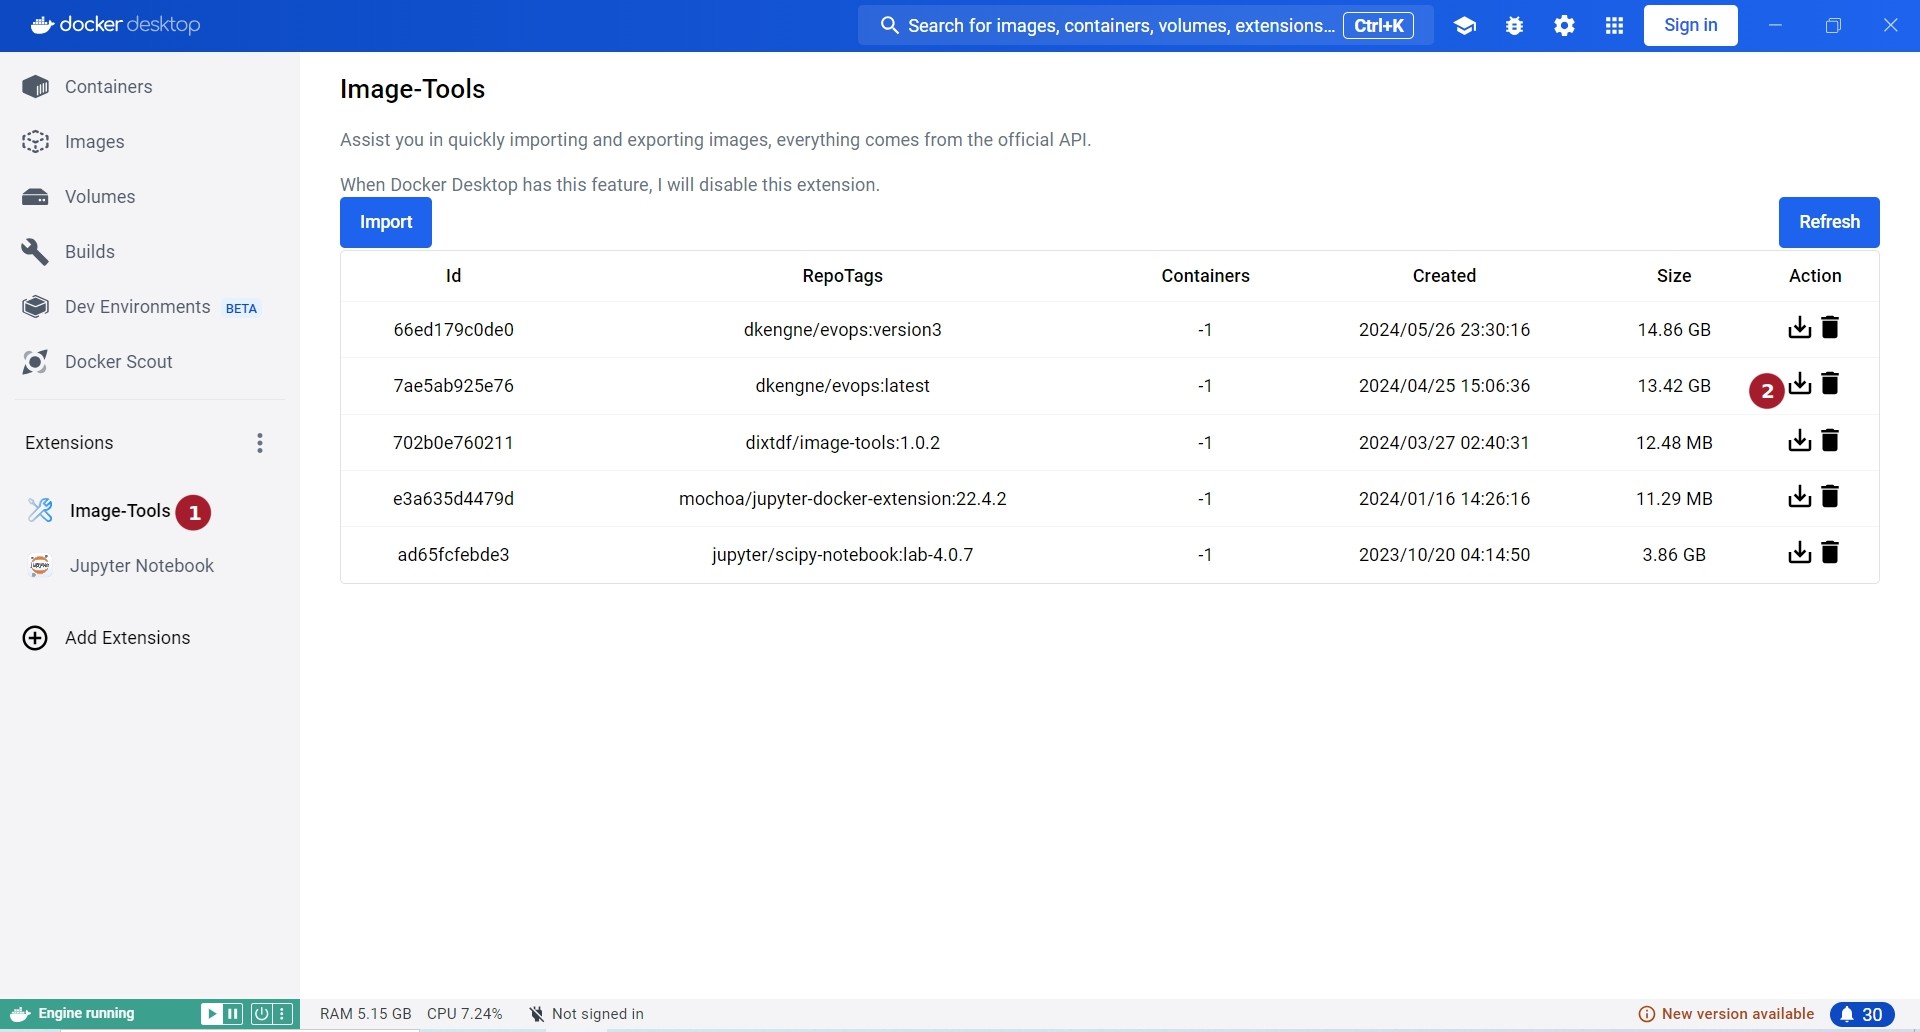 docker desktop
Search for images, containers, volumes, extensions... Ctrl+K
Sign in
Containers
Images
Volumes
Builds
Dev Environments BETA
Docker Scout
Extensions
Image-Tools 1
Jupyter Notebook
Add Extensions
Image-Tools
Assist you in quickly importing and exporting images, everything comes from the official API.
When Docker Desktop has this feature, I will disable this extension.
Import Refresh
Id RepoTags Containers Created Size Action
66ed179c0de0 dkengne/evops:version3 -1 2024/05/26 23:30:16 14.86 GB
7ae5ab925e76 dkengne/evops:latest -1 2024/04/25 15:06:36 13.42 GB 2
702b0e760211 dixtdf/image-tools:1.0.2 -1 2024/03/27 02:40:31 12.48 MB
e3a635d4479d mochoa/jupyter-docker-extension:22.4.2 -1 2024/01/16 14:26:16 11.29 MB
ad65fcfebde3 jupyter/scipy-notebook:lab-4.0.7 -1 2023/10/20 04:14:50 3.86 GB
Engine running RAM 5.15 GB CPU 7.24% Not signed in New version available 30